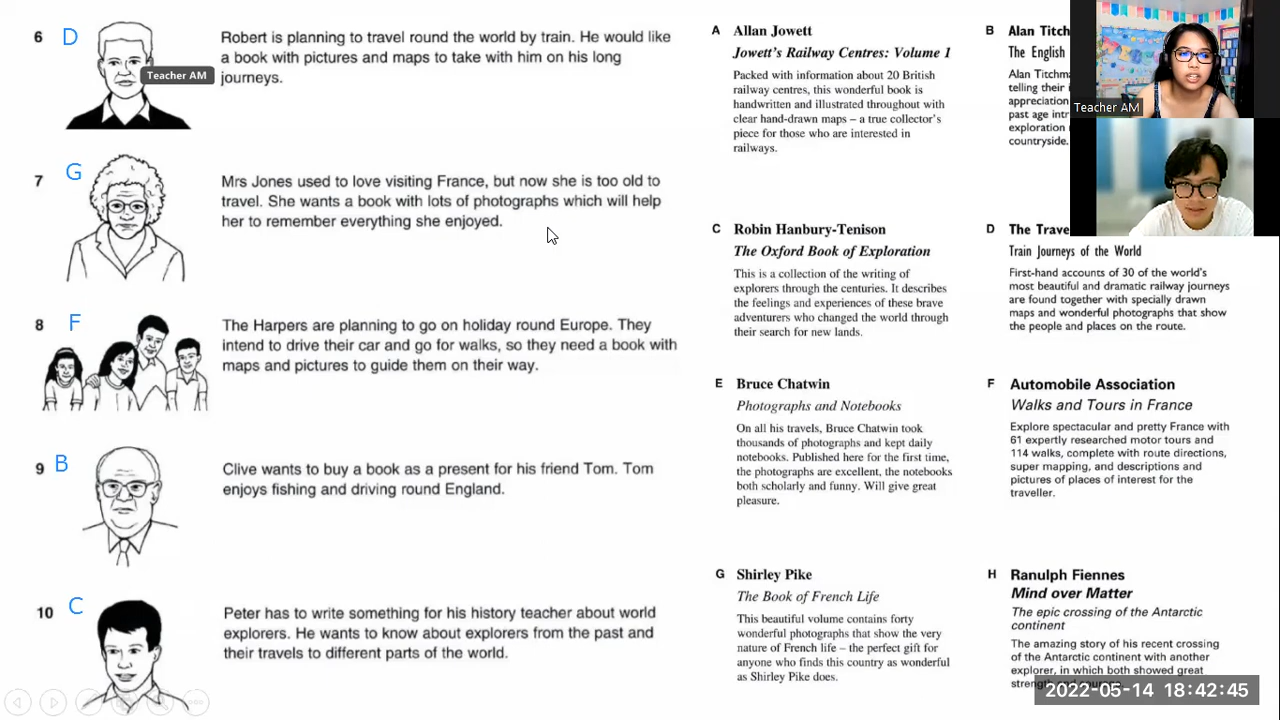 6 D
Teacher AM
Robert is planning to travel round the world by train. He would like
a book with pictures and maps to take with him on his long
journeys.
7 G
Mrs Jones used to love visiting France, but now she is too old to
travel. She wants a book with lots of photographs which will help
her to remember everything she enjoyed.
8 F
The Harpers are planning to go on holiday round Europe. They
intend to drive their car and go for walks, so they need a book with
maps and pictures to guide them on their way.
9 B
Clive wants to buy a book as a present for his friend Tom. Tom
enjoys fishing and driving round England.
10 C
Peter has to write something for his history teacher about world
explorers. He wants to know about explorers from the past and
their travels to different parts of the world.
A Allan Jowett
Jowett's Railway Centres: Volume 1
Packed with information about 20 British
railway centres, this wonderful book is
handwritten and illustrated throughout with
clear hand-drawn maps – a true collector's
piece for those who are interested in
railways.
B Alan Titch
The English
Alan Titchm
telling their
appreciation
past age intr
exploration
countryside.
Teacher AM
C Robin Hanbury-Tenison
The Oxford Book of Exploration
This is a collection of the writing of
explorers through the centuries. It describes
the feelings and experiences of these brave
adventurers who changed the world through
their search for new lands.
D The Trave
Train Journeys of the World
First-hand accounts of 30 of the world's
most beautiful and dramatic railway journeys
are found together with specially drawn
maps and wonderful photographs that show
the people and places on the route.
E Bruce Chatwin
Photographs and Notebooks
On all his travels, Bruce Chatwin took
thousands of photographs and kept daily
notebooks. Published here for the first time,
the photographs are excellent, the notebooks
both scholarly and funny. Will give great
pleasure.
F Automobile Association
Walks and Tours in France
Explore spectacular and pretty France with
61 expertly researched motor tours and
114 walks, complete with route directions,
super mapping, and descriptions and
pictures of places of interest for the
traveller.
G Shirley Pike
The Book of French Life
This beautiful volume contains forty
wonderful photographs that show the very
nature of French life – the perfect gift for
anyone who finds this country as wonderful
as Shirley Pike does.
H Ranulph Fiennes
Mind over Matter
The epic crossing of the Antarctic
continent
The amazing story of his recent crossing
of the Antarctic continent with another
explorer, in which both showed great
2022-05-14 18:42:45